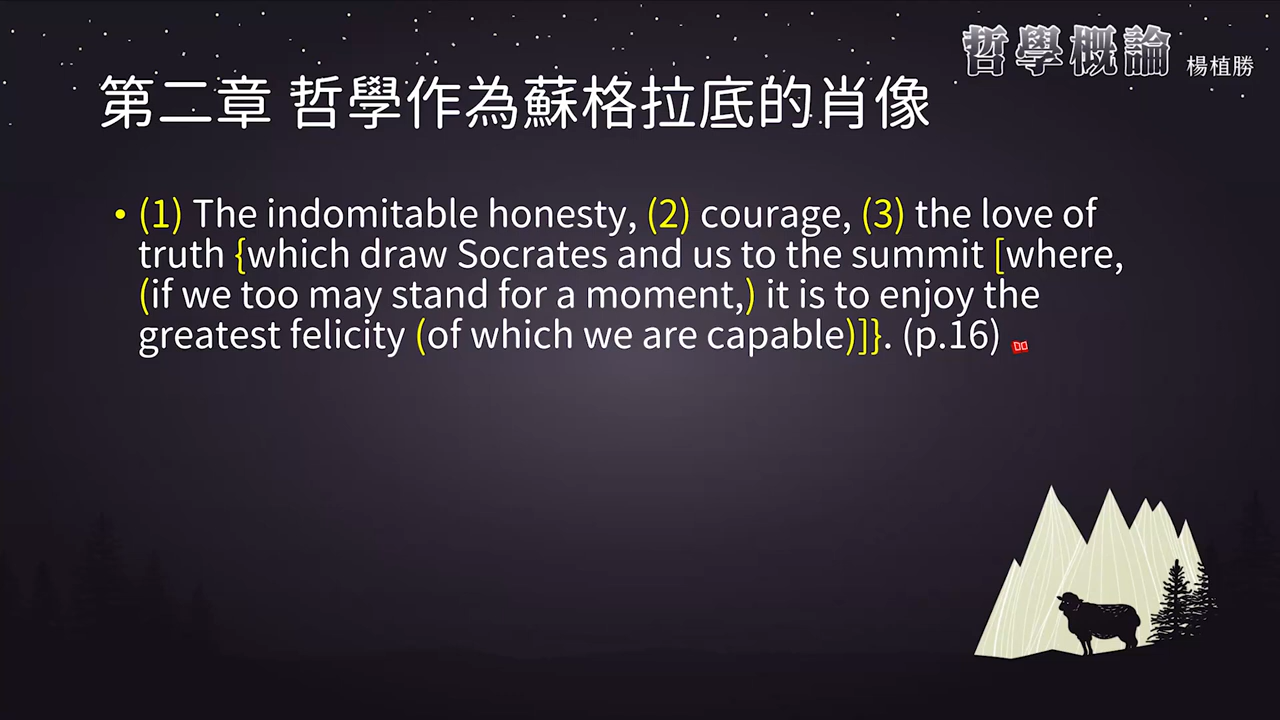 哲學概論 楊植勝
第二章 哲學作為蘇格拉底的肖像
• (1) The indomitable honesty, (2) courage, (3) the love of
truth {which draw Socrates and us to the summit [where,
(if we too may stand for a moment,) it is to enjoy the
greatest felicity (of which we are capable)]}. (p.16)